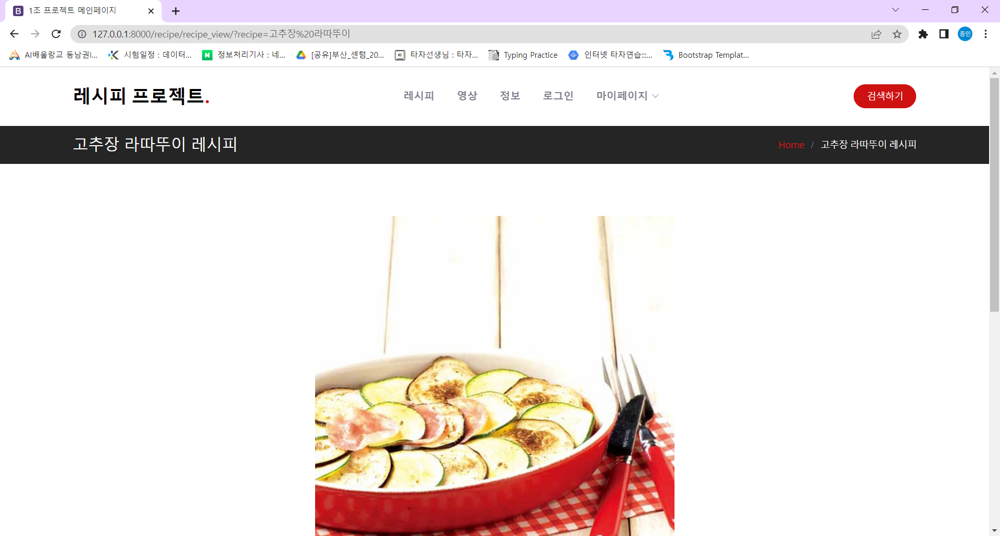 1조 프로젝트 메인페이지
127.0.0.1:8000/recipe/recipe_view/?recipe=고추장%20라따뚜이
종민
AI배울랑교 동남권I... 시험일정 : 데이터... 정보처리기사 : 네... [공유]부산_센텀_20... 타자선생님 : 타자... Typing Practice 인터넷 타자연습:::... Bootstrap Templat...
레시피 프로젝트. 레시피 영상 정보 로그인 마이페이지 검색하기
고추장 라따뚜이 레시피 Home / 고추장 라따뚜이 레시피